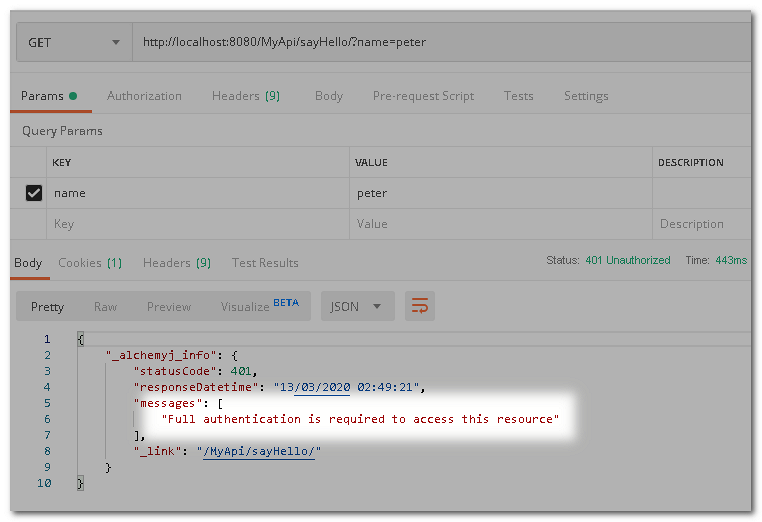 GET http://localhost:8080/MyApi/sayHello/?name=peter
Params Authorization Headers (9) Body Pre-request Script Tests Settings
Query Params
KEY VALUE DESCRIPTION
name peter
Key Value Description
Body Cookies (1) Headers (9) Test Results Status: 401 Unauthorized Time: 443ms
Pretty Raw Preview Visualize BETA JSON
1 {
2 "_alchemyj_info": {
3 "statusCode": 401,
4 "responseDatetime": "13/03/2020 02:49:21",
5 "messages": [
6 "Full authentication is required to access this resource"
7 ],
8 "_link": "/MyApi/sayHello/"
9 }
10 }